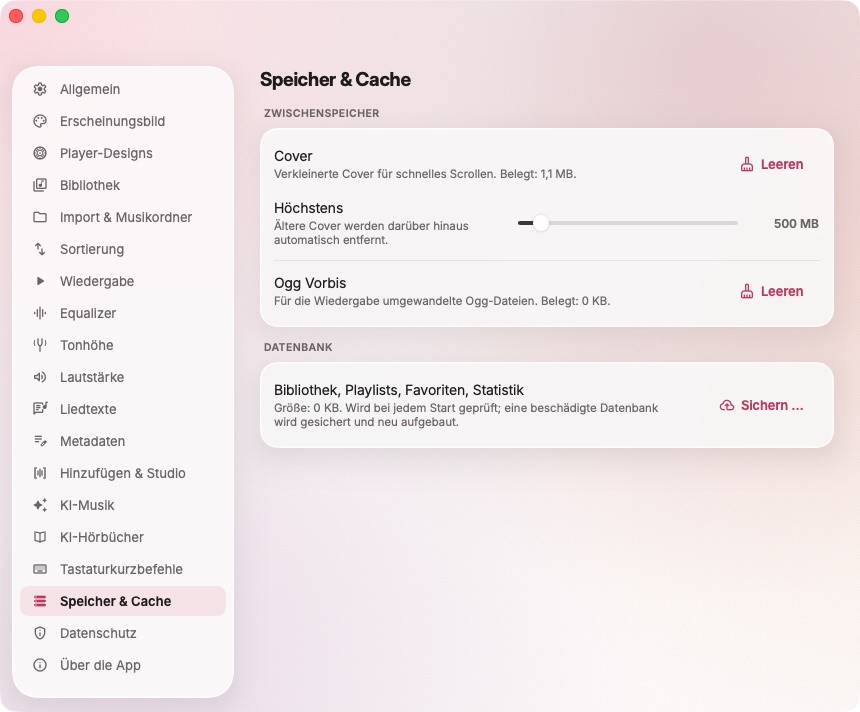 Allgemein
Erscheinungsbild
Player-Designs
Bibliothek
Import & Musikordner
Sortierung
Wiedergabe
Equalizer
Tonhöhe
Lautstärke
Liedtexte
Metadaten
Hinzufügen & Studio
KI-Musik
KI-Hörbücher
Tastaturkurzbefehle
Speicher & Cache
Datenschutz
Über die App
Speicher & Cache
ZWISCHENSPEICHER
Cover
Verkleinerte Cover für schnelles Scrollen. Belegt: 1,1 MB.
Leeren
Höchstens
Ältere Cover werden darüber hinaus
automatisch entfernt.
500 MB
Ogg Vorbis
Für die Wiedergabe umgewandelte Ogg-Dateien. Belegt: 0 KB.
Leeren
DATENBANK
Bibliothek, Playlists, Favoriten, Statistik
Größe: 0 KB. Wird bei jedem Start geprüft; eine beschädigte Datenbank
wird gesichert und neu aufgebaut.
Sichern ...